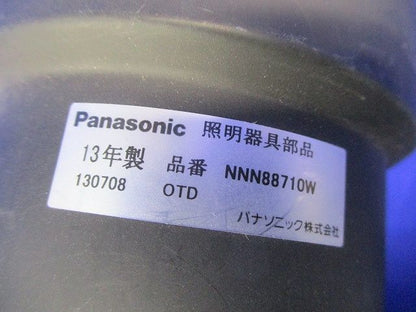 Panasonic 照明器具部品
13年製 品番 NNN88710W
130708 OTD
パナソニック株式会社